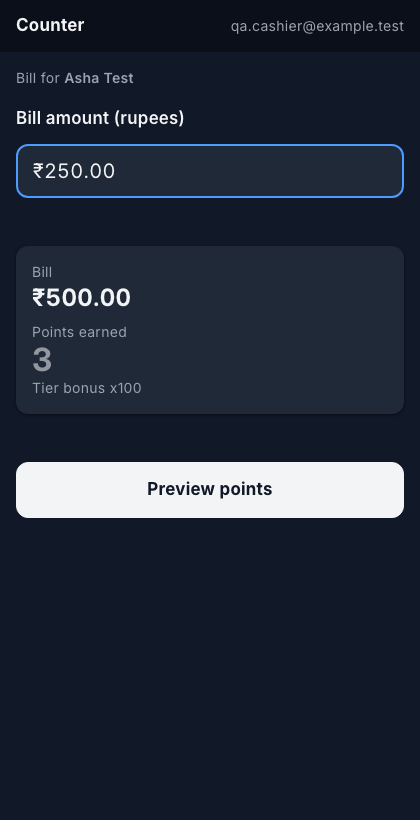 Counter
qa.cashier@example.test
Bill for Asha Test
Bill amount (rupees)
₹250.00
Bill
₹500.00
Points earned
3
Tier bonus x100
Preview points